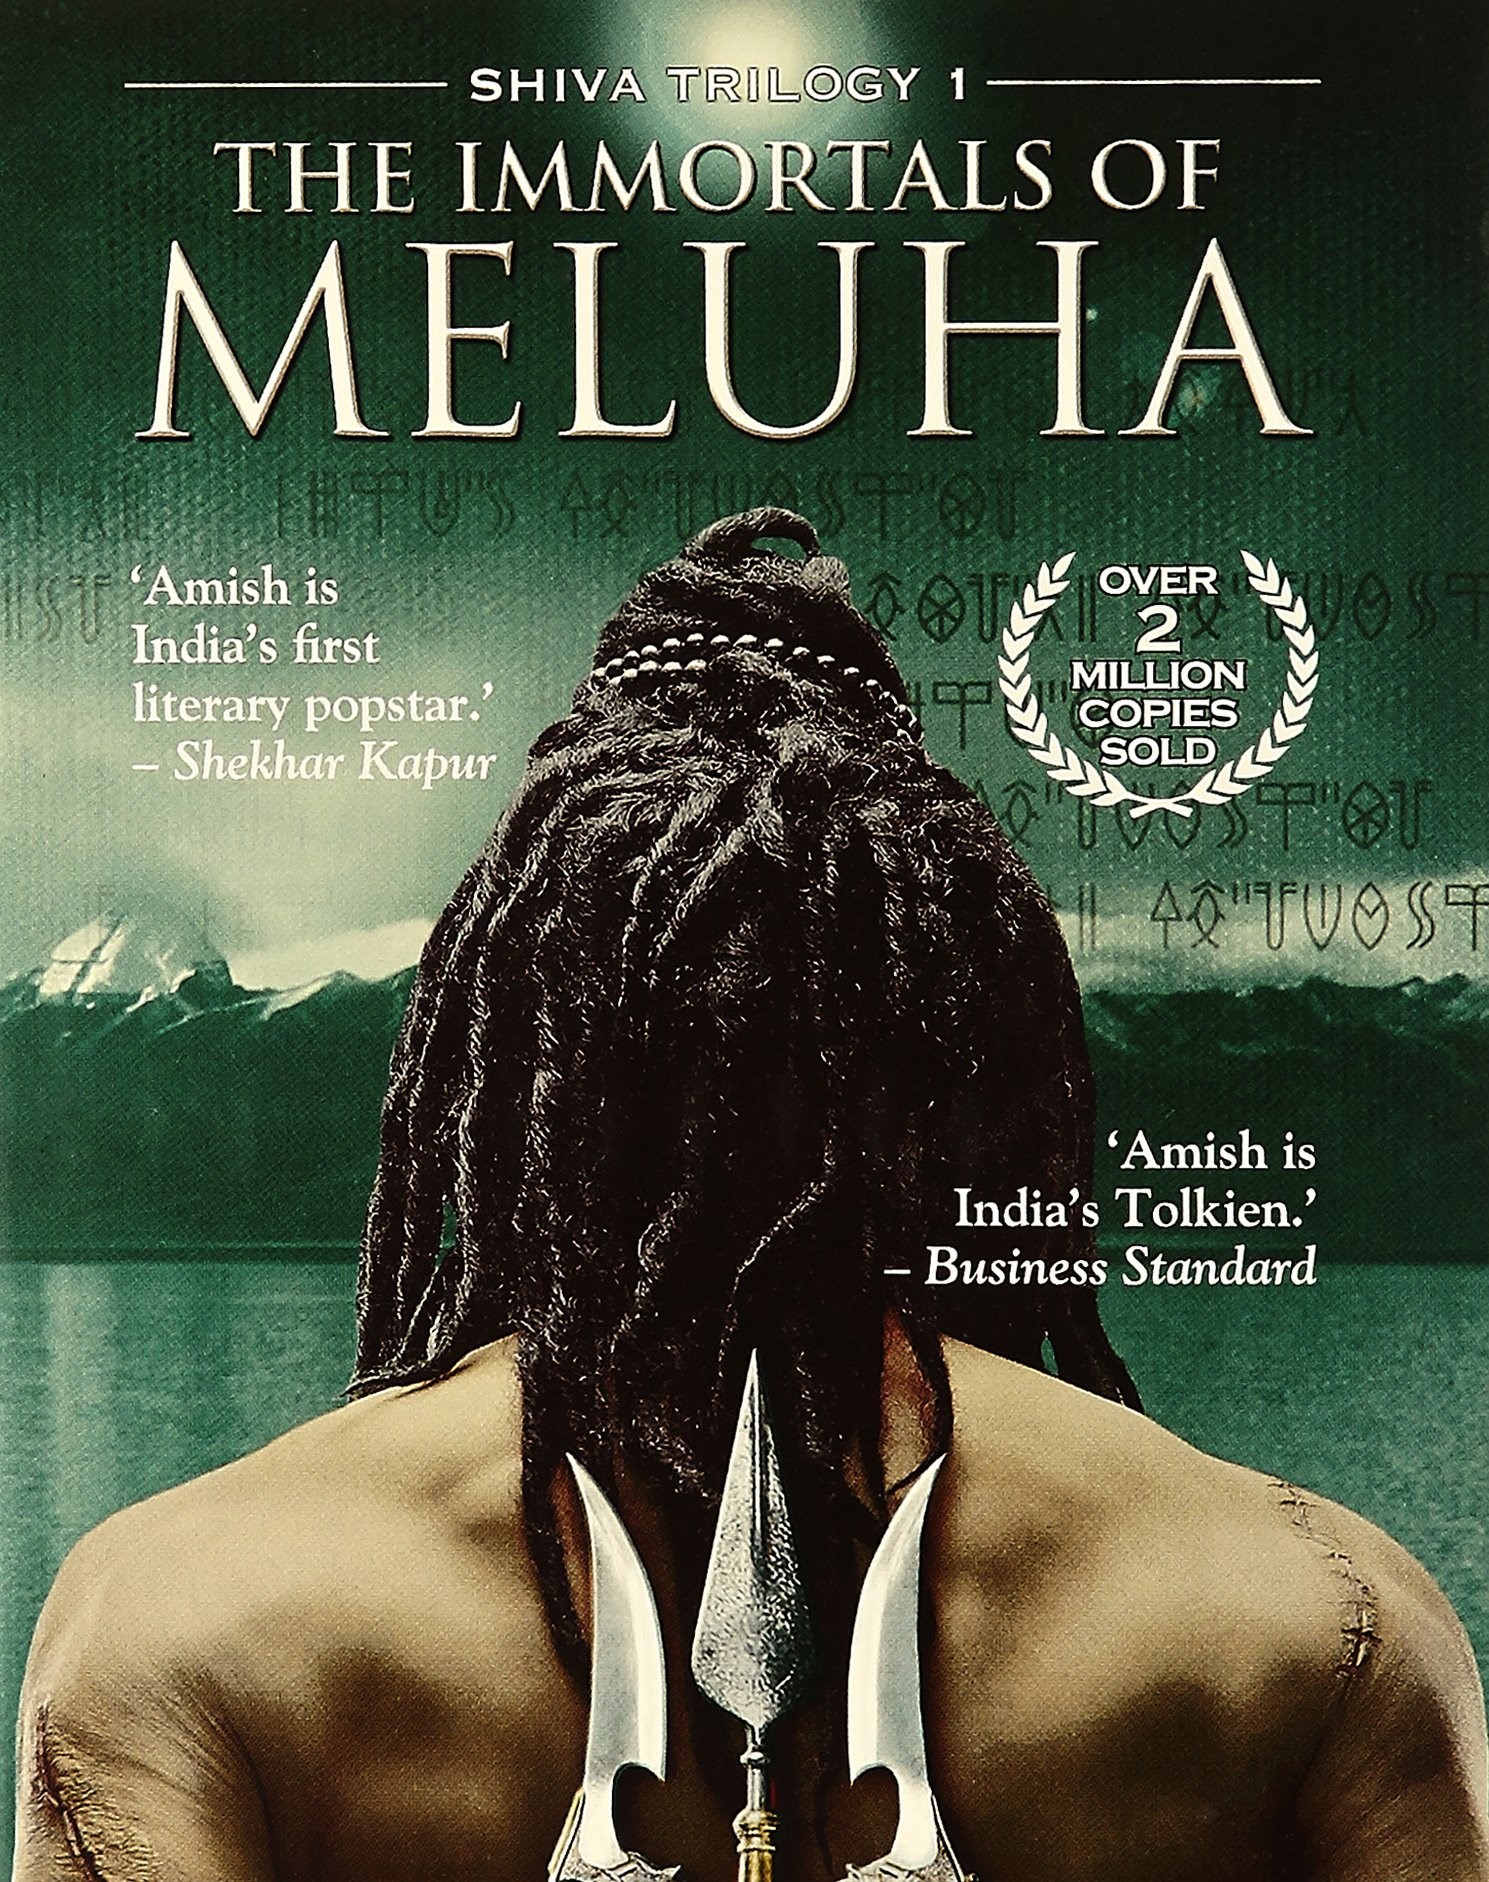 SHIVA TRILOGY 1
THE IMMORTALS OF
MELUHA
‘Amish is
India’s first
literary popstar.’
– Shekhar Kapur
OVER
2
MILLION
COPIES
SOLD
‘Amish is
India’s Tolkien.’
– Business Standard